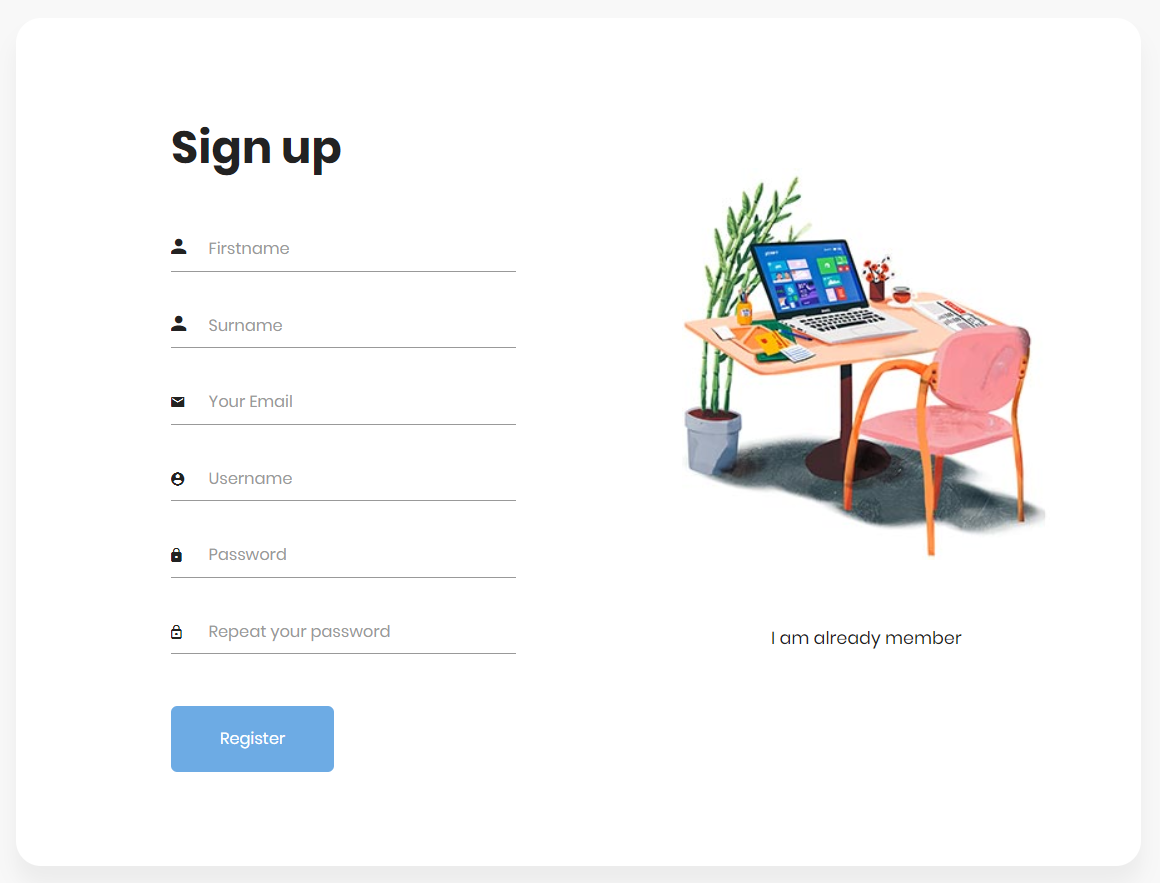 Sign up
Firstname
Surname
Your Email
Username
Password
Repeat your password
Register
I am already member